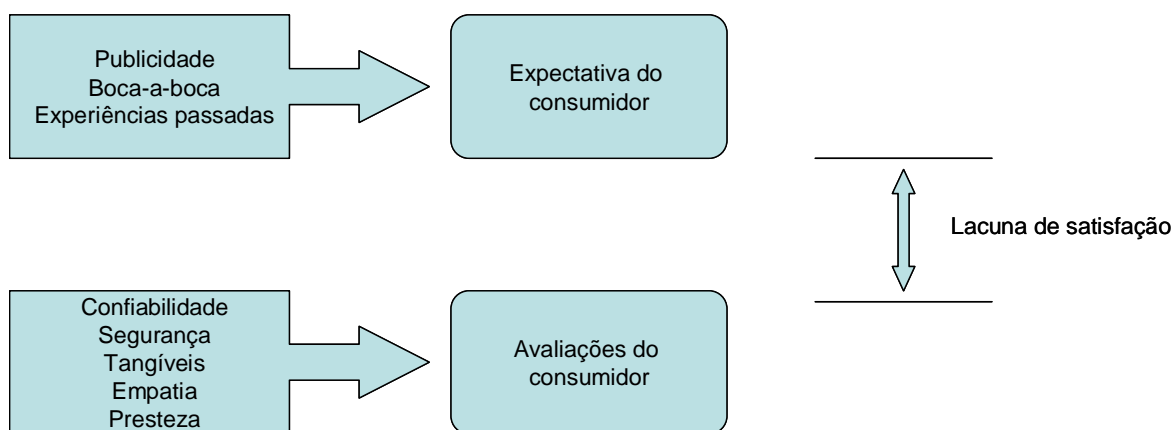 Publicidade
Boca-a-boca
Experiências passadas
Expectativa do
consumidor
Lacuna de satisfação
Confiabilidade
Segurança
Tangíveis
Empatia
Presteza
Avaliações do
consumidor